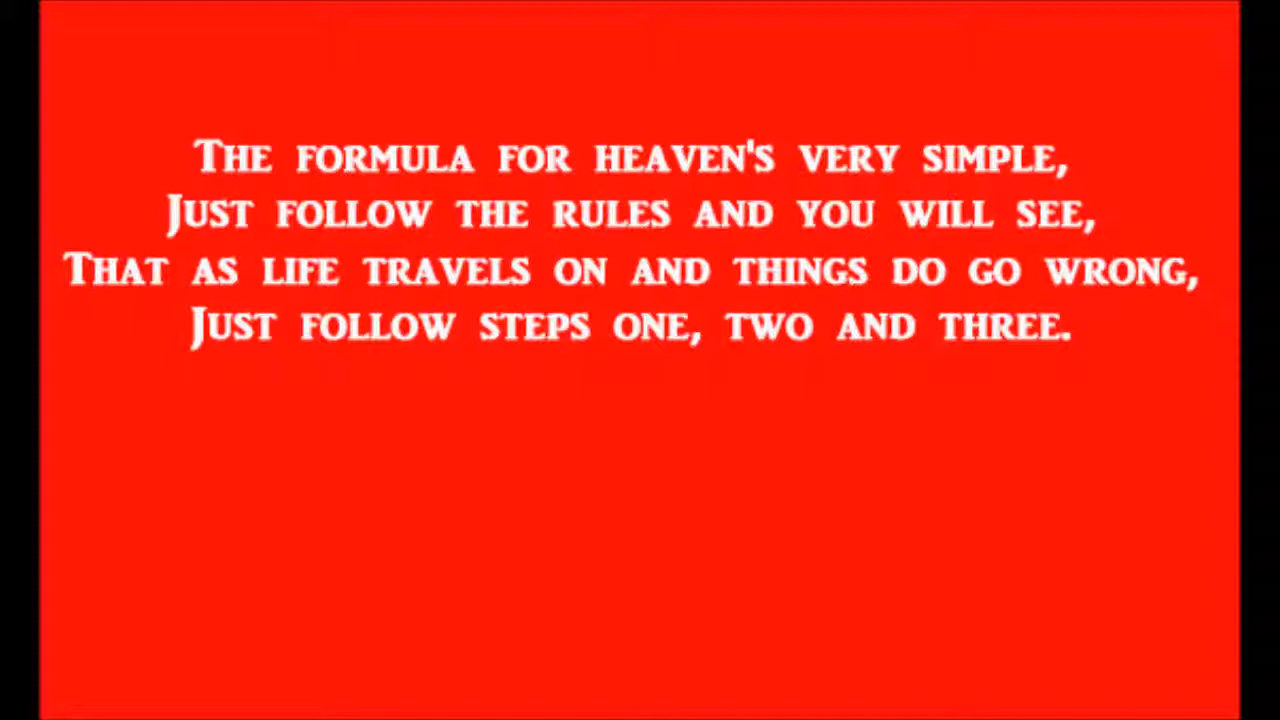 The formula for heaven's very simple,
Just follow the rules and you will see,
That as life travels on and things do go wrong,
Just follow steps one, two and three.